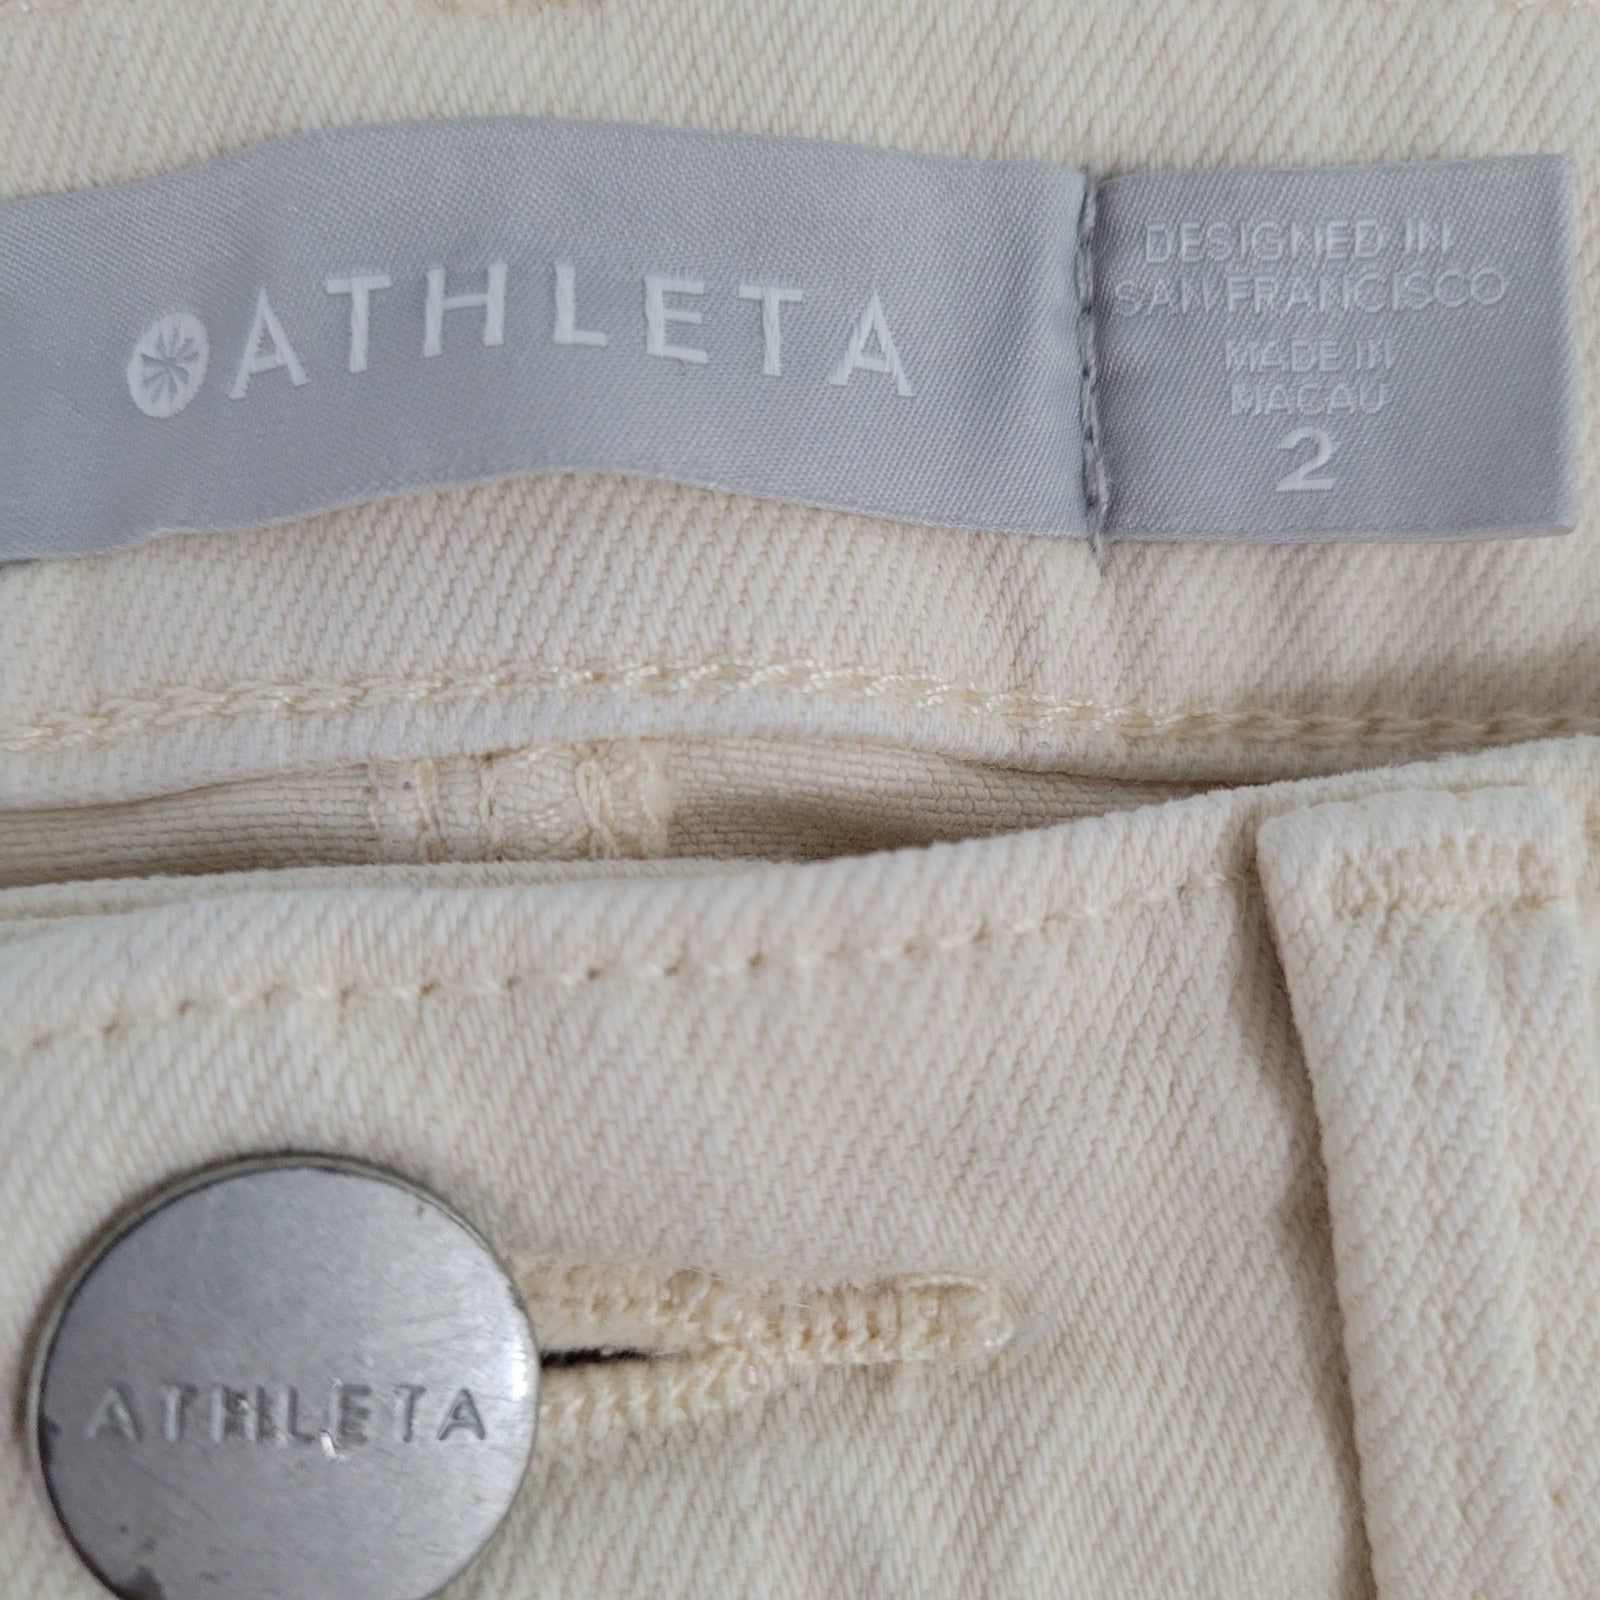 ATHLETA
DESIGNED IN
SAN FRANCISCO
MADE IN
MACAU
2
ATHLETA